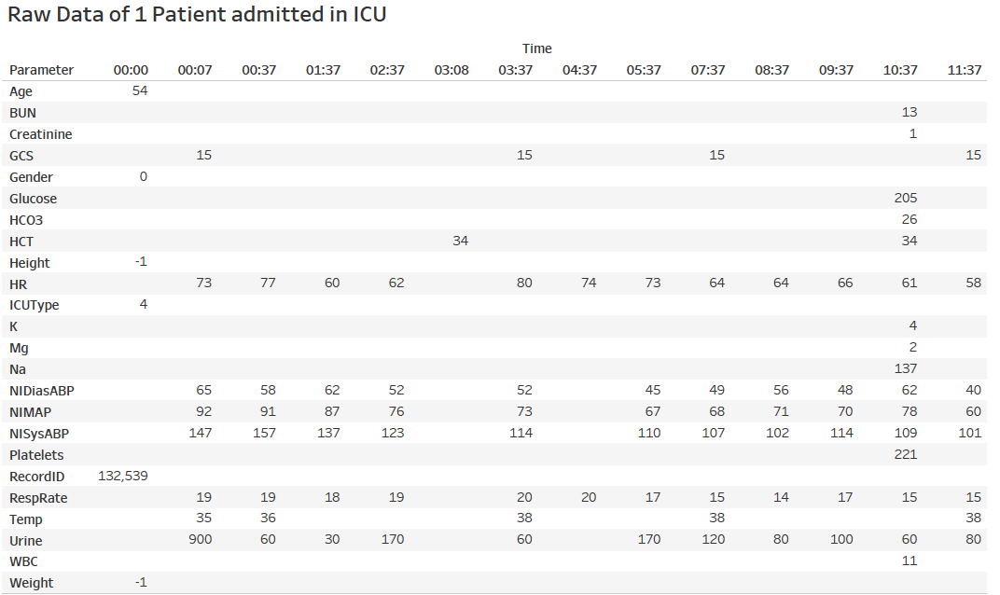 Raw Data of 1 Patient admitted in ICU
Time
Parameter 00:00 00:07 00:37 01:37 02:37 03:08 03:37 04:37 05:37 07:37 08:37 09:37 10:37 11:37
Age 54
BUN 13
Creatinine 1
GCS 15 15 15 15
Gender 0
Glucose 205
HCO3 26
HCT 34 34
Height -1
HR 73 77 60 62 80 74 73 64 64 66 61 58
ICUType 4
K 4
Mg 2
Na 137
NIDiasABP 65 58 62 52 52 45 49 56 48 62 40
NIMAP 92 91 87 76 73 67 68 71 70 78 60
NISysABP 147 157 137 123 114 110 107 102 114 109 101
Platelets 221
RecordID 132,539
RespRate 19 19 18 19 20 20 17 15 14 17 15 15
Temp 35 36 38 38 38
Urine 900 60 30 170 60 170 120 80 100 60 80
WBC 11
Weight -1